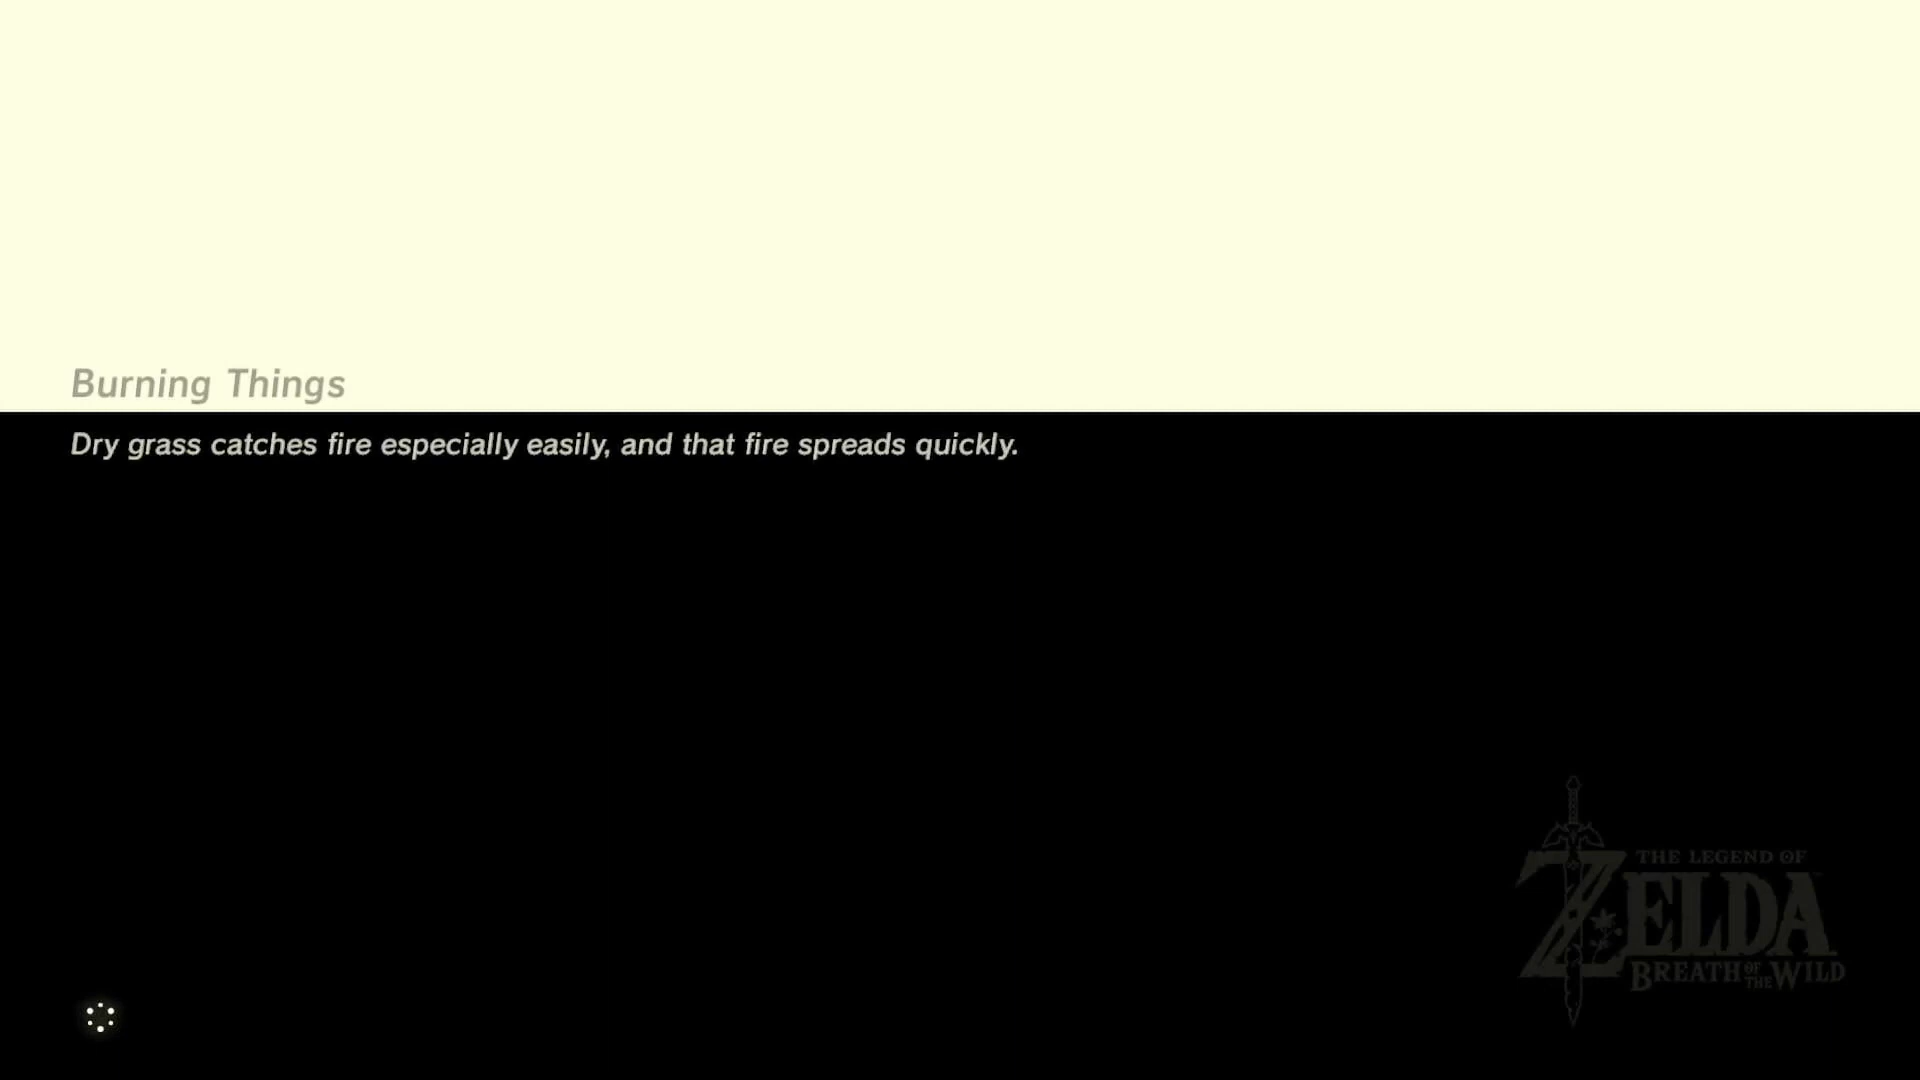 Burning Things
Dry grass catches fire especially easily, and that fire spreads quickly.
THE LEGEND OF
ZELDA
BREATH OF THE WILD